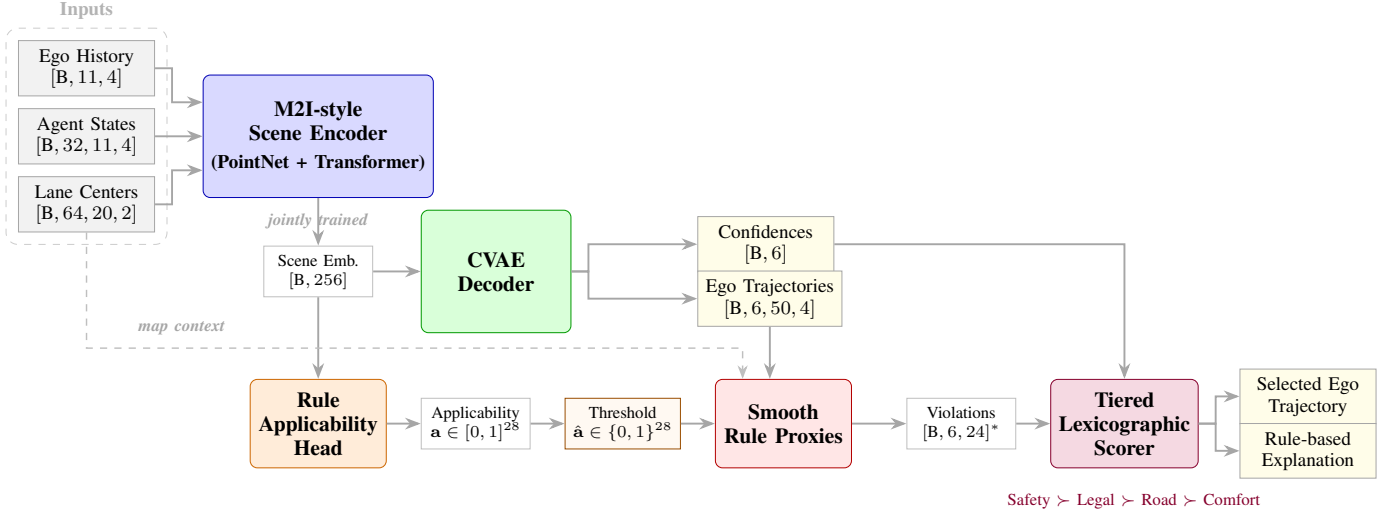 Inputs
Ego History
[B, 11, 4]
Agent States
[B, 32, 11, 4]
Lane Centers
[B, 64, 20, 2]
M2I-style
Scene Encoder
(PointNet + Transformer)
jointly trained
Scene Emb.
[B, 256]
CVAE
Decoder
Confidences
[B, 6]
Ego Trajectories
[B, 6, 50, 4]
map context
Rule
Applicability
Head
Applicability
a ∈ [0, 1]²⁸
Threshold
â ∈ {0, 1}²⁸
Smooth
Rule Proxies
Violations
[B, 6, 24]*
Tiered
Lexicographic
Scorer
Selected Ego
Trajectory
Rule-based
Explanation
Safety ≻ Legal ≻ Road ≻ Comfort